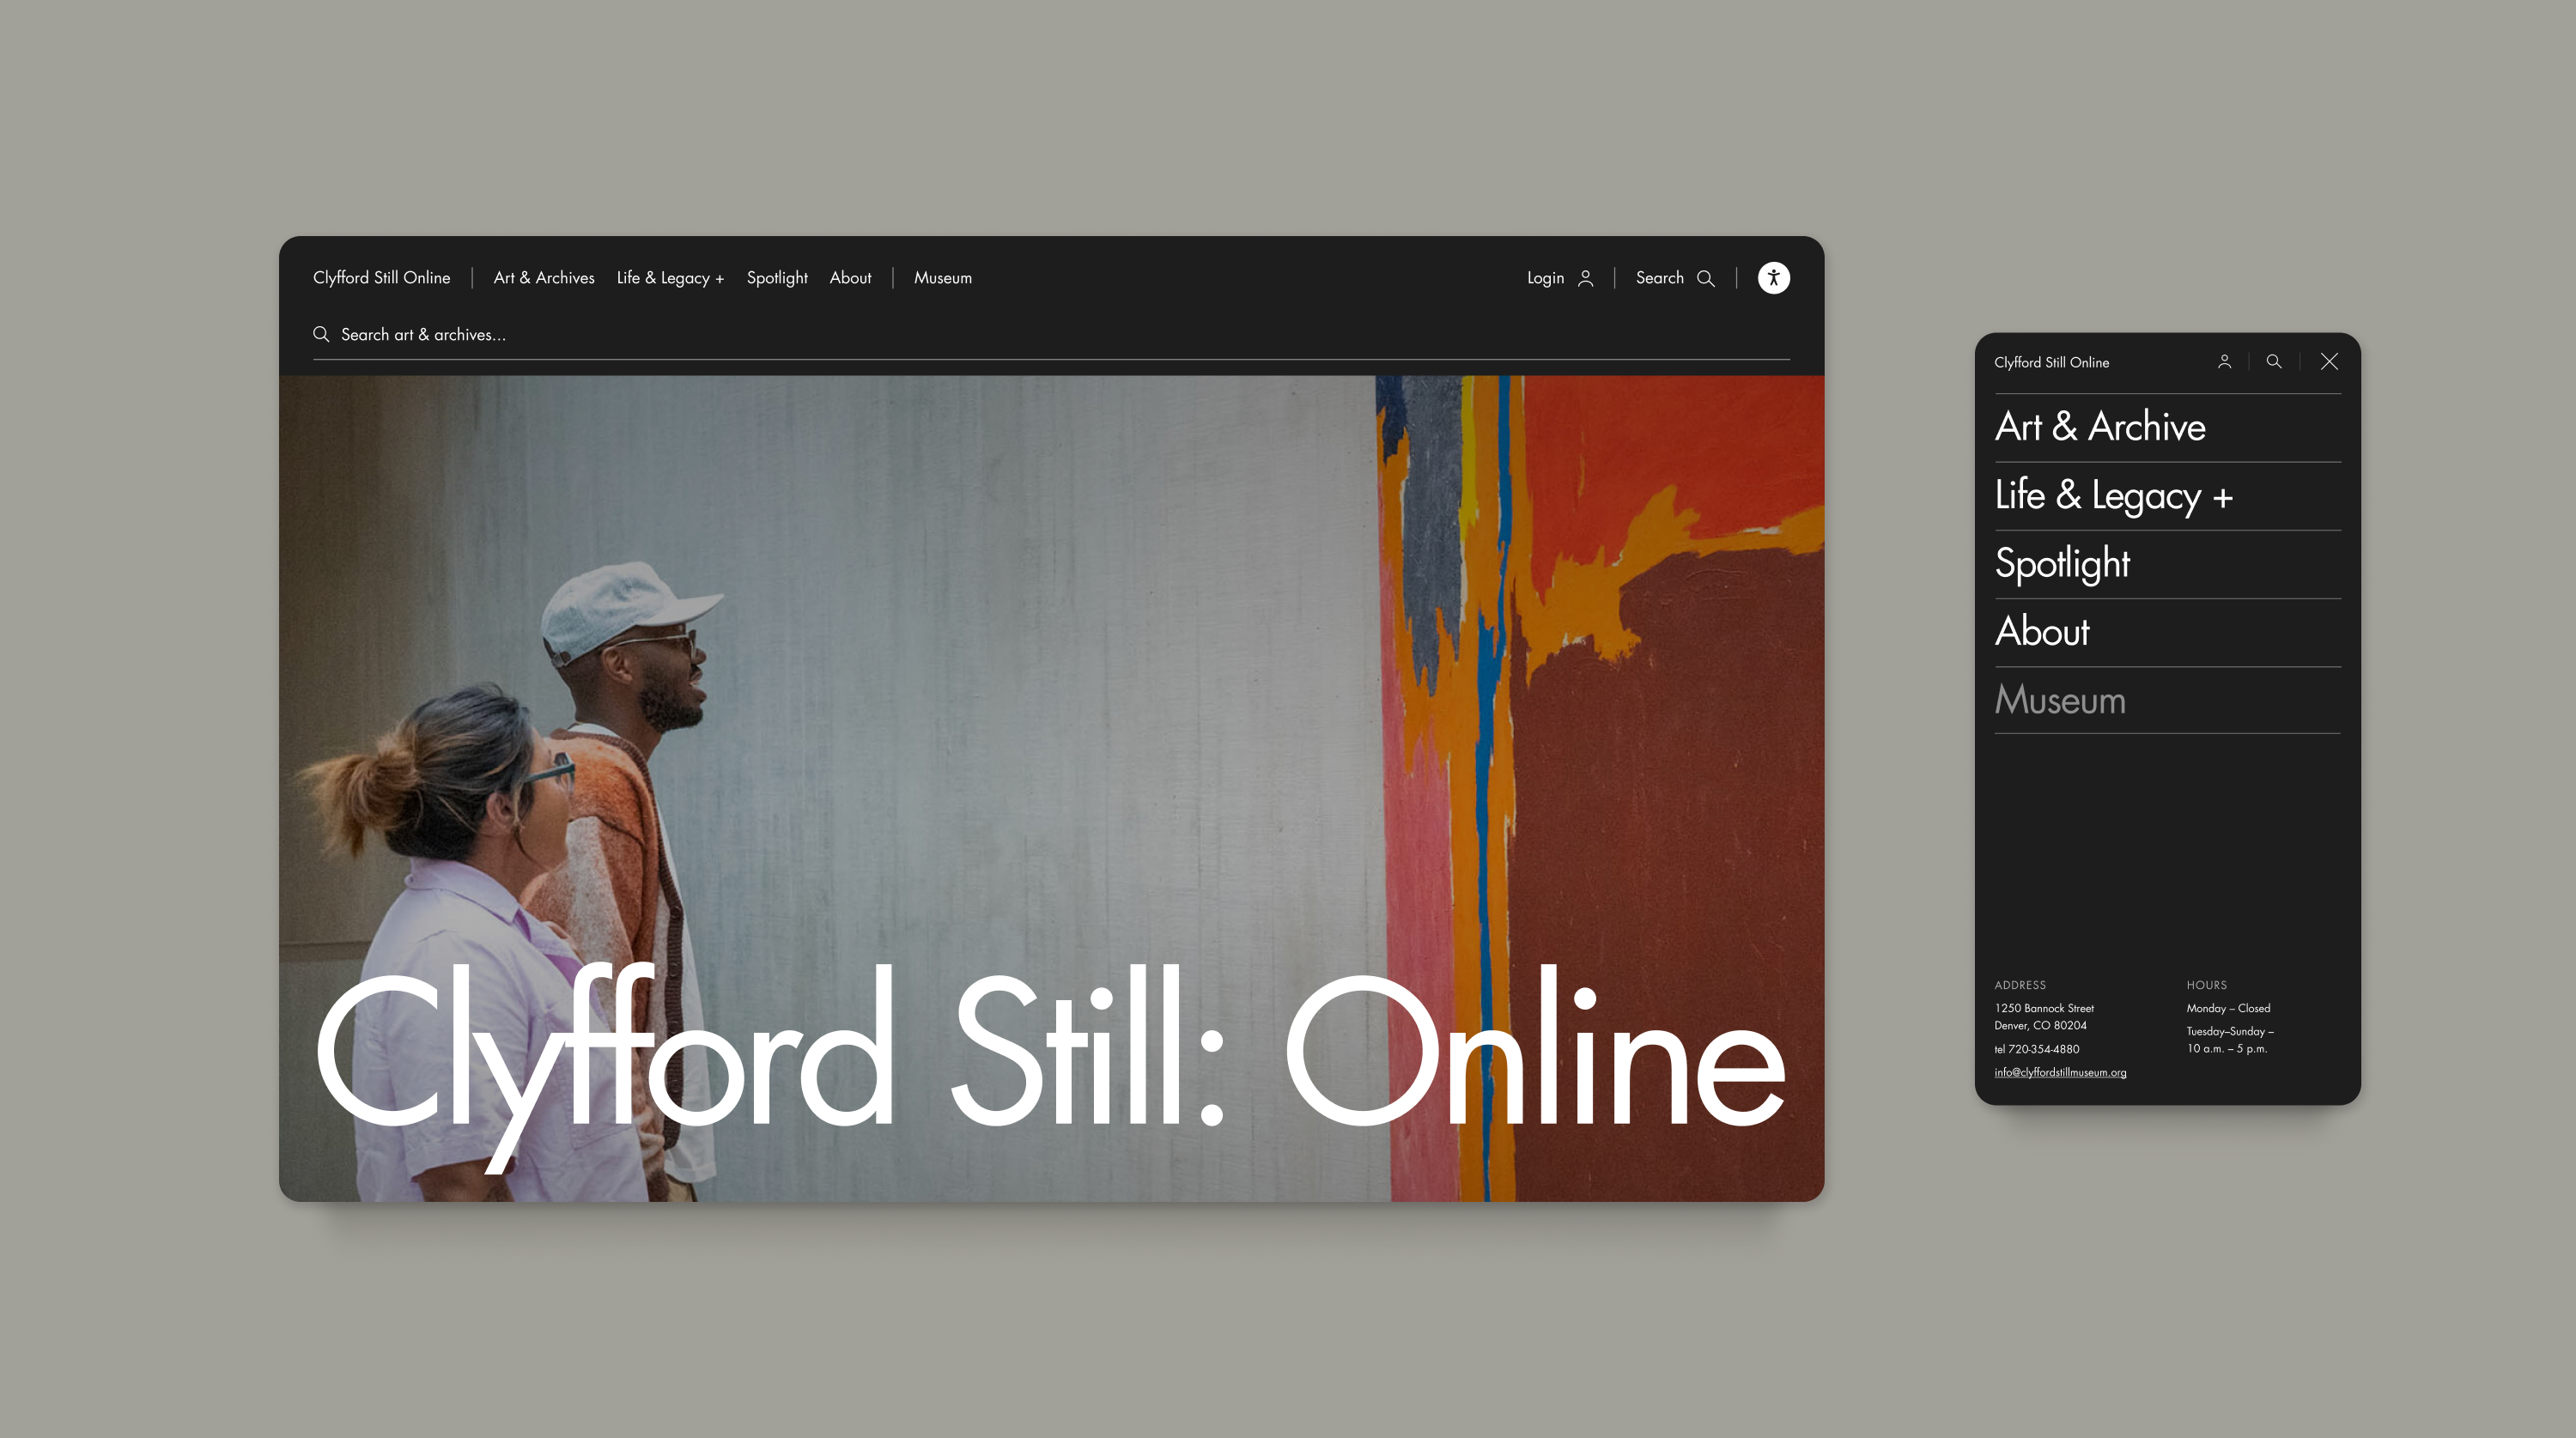 Clyfford Still Online | Art & Archives Life & Legacy + Spotlight About | Museum Login | Search
Search art & archives...
Clyfford Still: Online
Clyfford Still Online
Art & Archive
Life & Legacy +
Spotlight
About
Museum
ADDRESS
1250 Bannock Street
Denver, CO 80204
tel 720-354-4880
info@clyffordstillmuseum.org
HOURS
Monday – Closed
Tuesday–Sunday –
10 a.m. – 5 p.m.